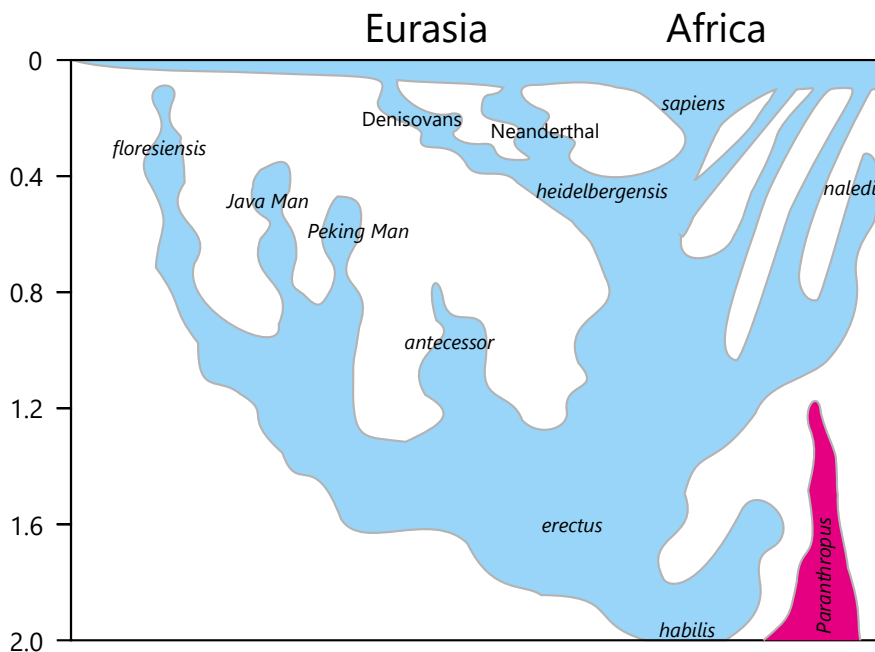 Eurasia
Africa
0
sapiens
Denisovans
Neanderthal
floresiensis
0.4
heidelbergensis
naledi
Java Man
Peking Man
0.8
antecessor
1.2
1.6
erectus
Paranthropus
habilis
2.0